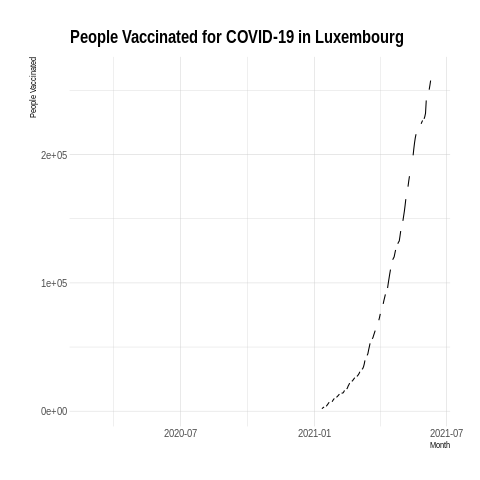 People Vaccinated for COVID-19 in Luxembourg
People Vaccinated
2e+05
1e+05
0e+00
2020-07
2021-01
2021-07
Month